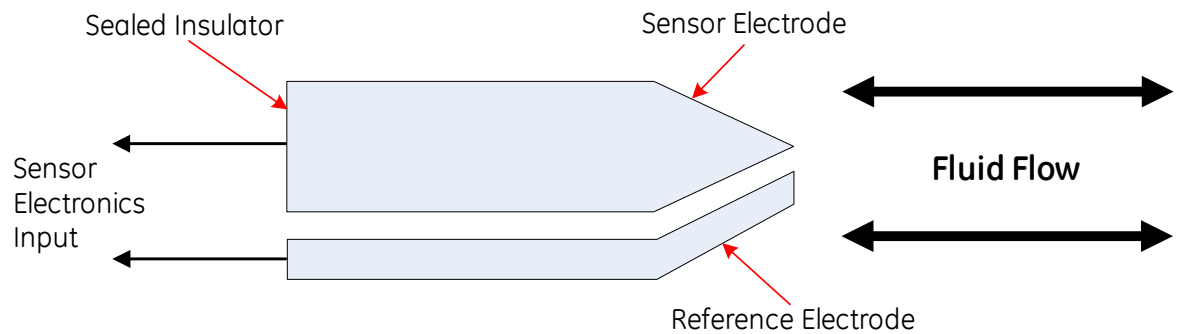 Sealed Insulator
Sensor Electrode
Sensor
Electronics
Input
Fluid Flow
Reference Electrode